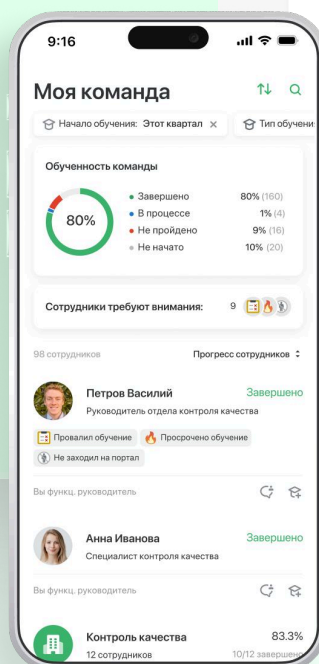 9:16
Моя команда
Начало обучения: Этот квартал × Тип обучени
Обученность команды
80%
• Завершено 80% (160)
• В процессе 1% (4)
• Не пройдено 9% (16)
• Не начато 10% (20)
Сотрудники требуют внимания: 9
98 сотрудников Прогресс сотрудников
Петров Василий Завершено
Руководитель отдела контроля качества
Провалил обучение Просрочено обучение
Не заходил на портал
Вы функц. руководитель
Анна Иванова Завершено
Специалист контроля качества
Вы функц. руководитель
Контроль качества 83.3%
12 сотрудников 10/12 завершено